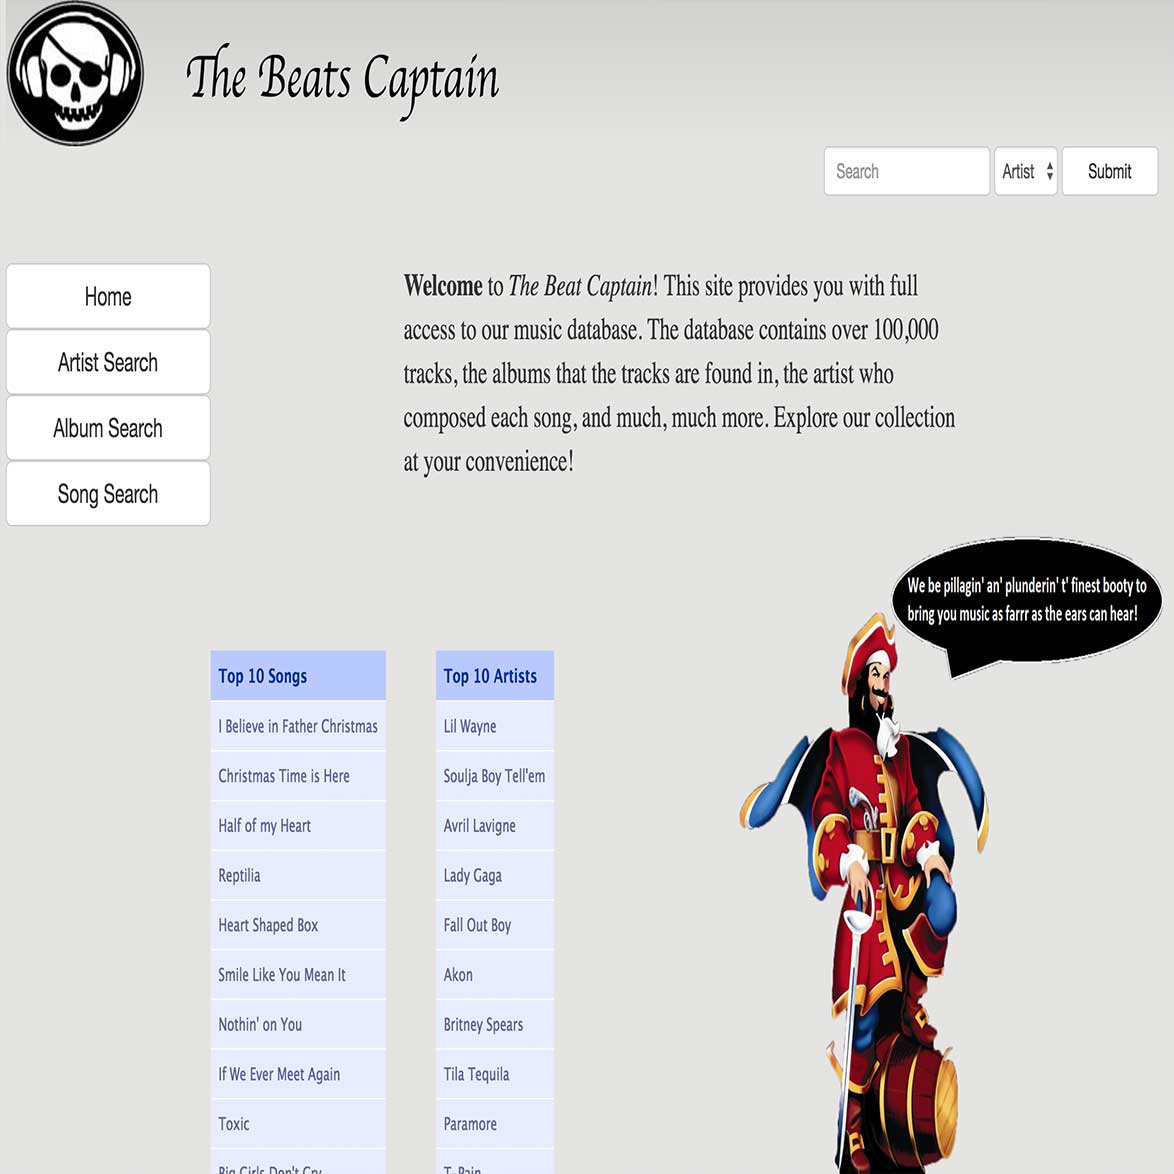 The Beats Captain
Search
Artist
Submit
Home
Artist Search
Album Search
Song Search
Welcome to The Beat Captain! This site provides you with full
access to our music database. The database contains over 100,000
tracks, the albums that the tracks are found in, the artist who
composed each song, and much, much more. Explore our collection
at your convenience!
We be pillagin' an' plunderin' t' finest booty to
bring you music as farrr as the ears can hear!
Top 10 Songs
I Believe in Father Christmas
Christmas Time is Here
Half of my Heart
Reptilia
Heart Shaped Box
Smile Like You Mean It
Nothin' on You
If We Ever Meet Again
Toxic
Big Girls Don't Cry
Top 10 Artists
Lil Wayne
Soulja Boy Tell'em
Avril Lavigne
Lady Gaga
Fall Out Boy
Akon
Britney Spears
Tila Tequila
Paramore
T-Pain